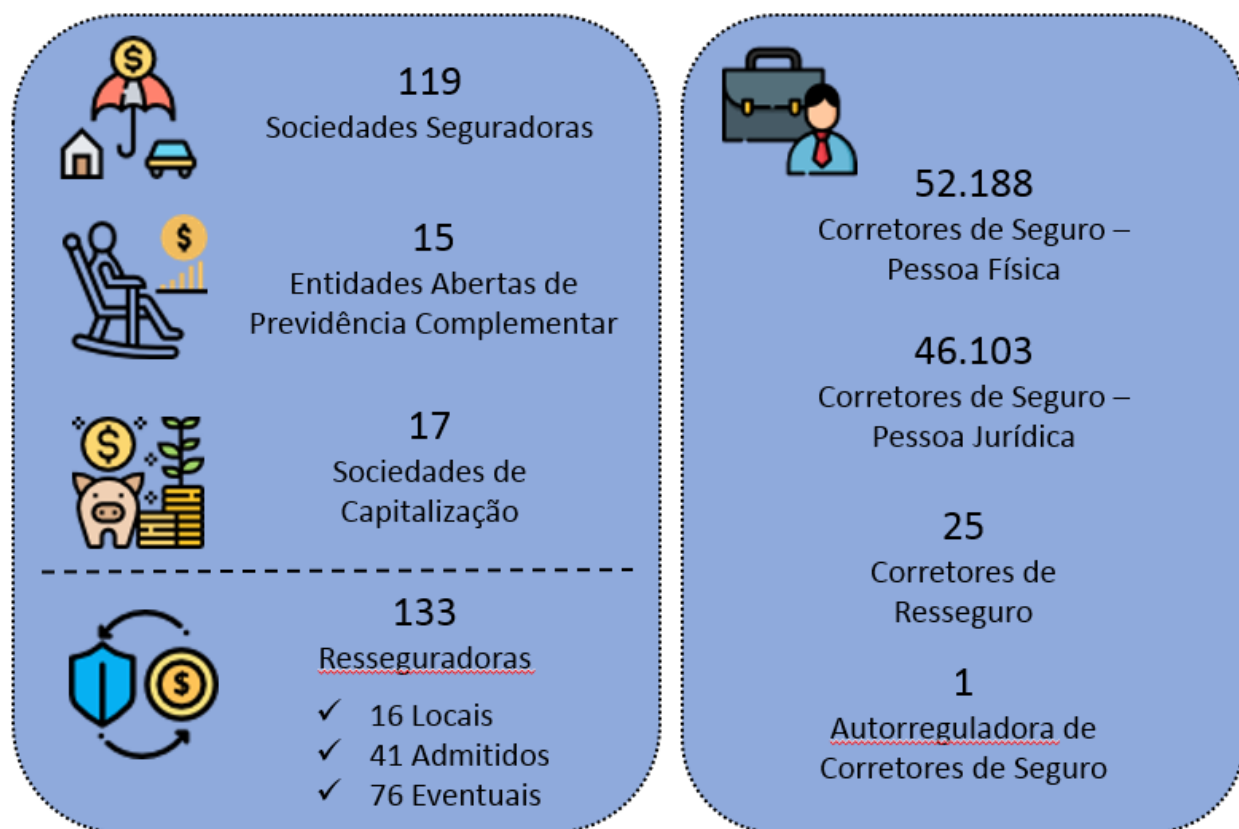 119
Sociedades Seguradoras
15
Entidades Abertas de
Previdência Complementar
17
Sociedades de
Capitalização
133
Resseguradoras
✓ 16 Locais
✓ 41 Admitidos
✓ 76 Eventuais
52.188
Corretores de Seguro –
Pessoa Física
46.103
Corretores de Seguro –
Pessoa Jurídica
25
Corretores de
Resseguro
1
Autorreguladora de
Corretores de Seguro